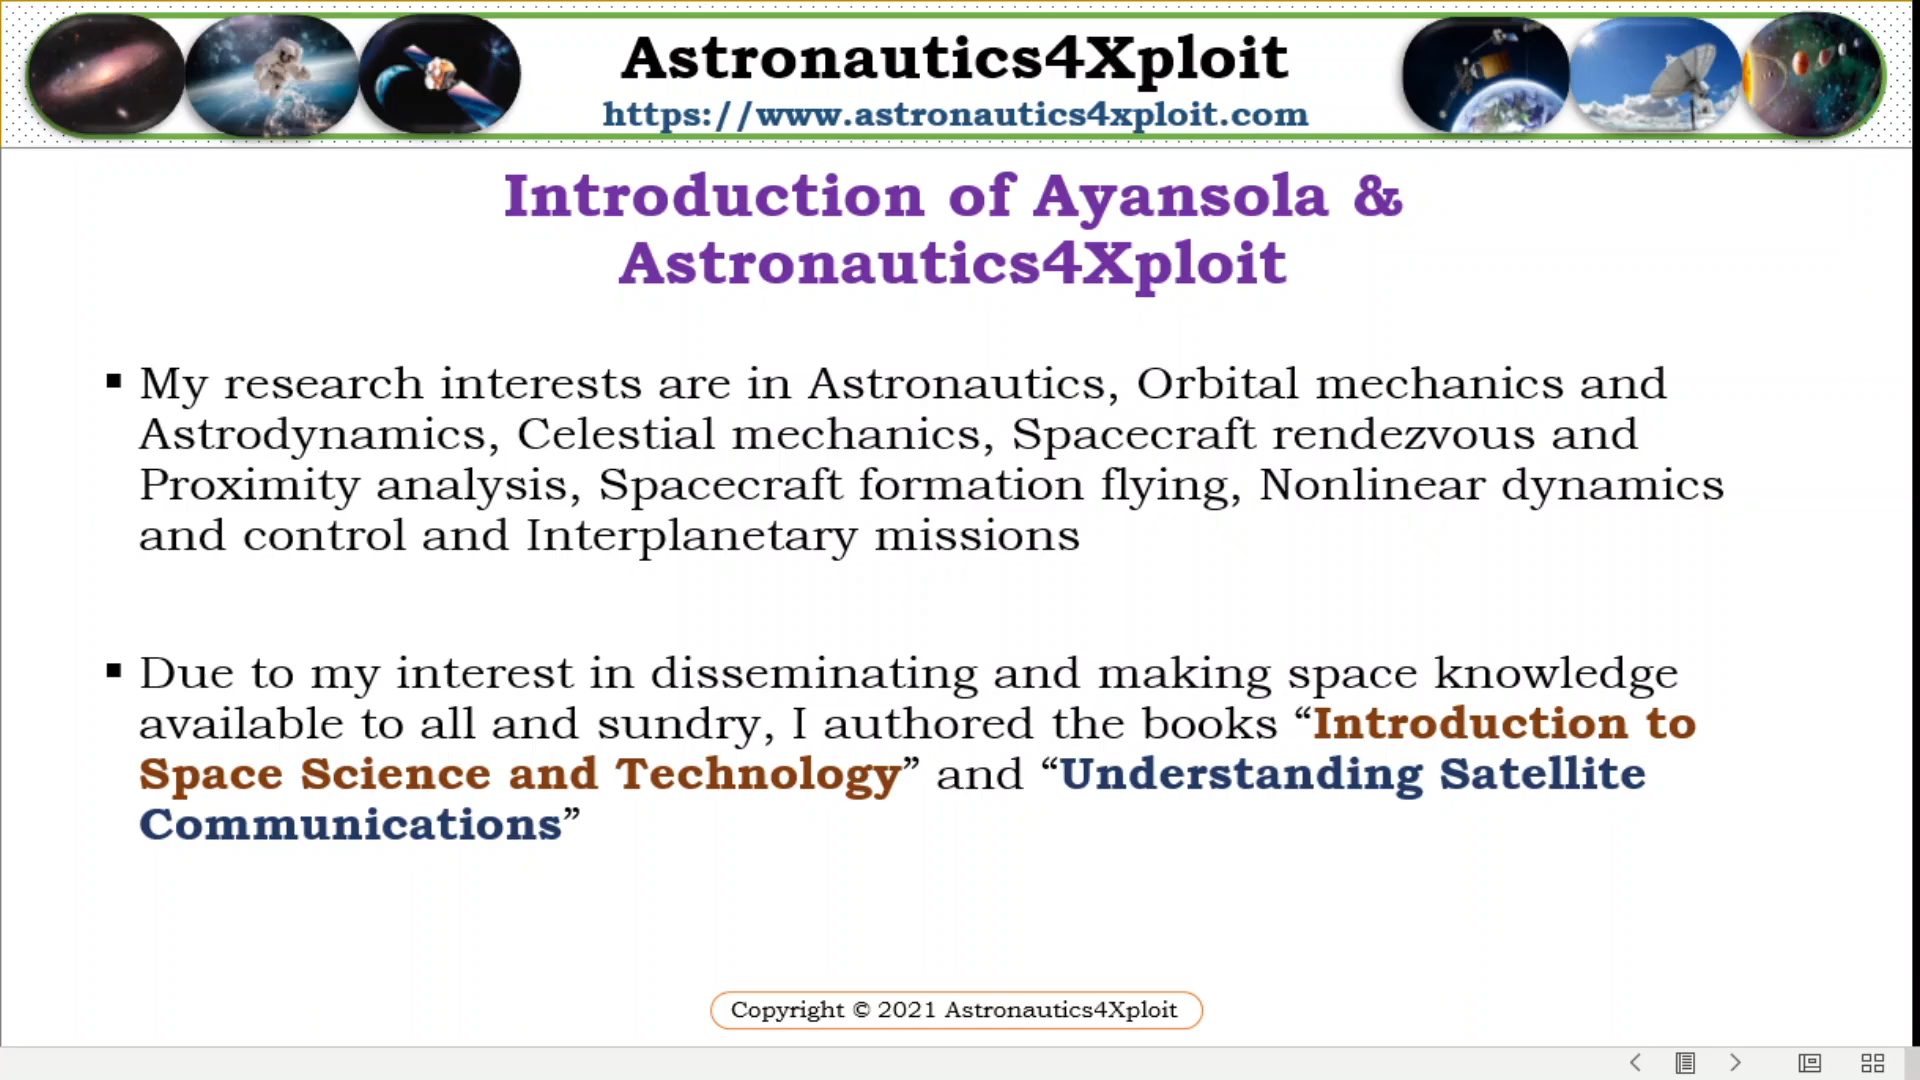 Astronautics4Xploit
https://www.astronautics4xploit.com
Introduction of Ayansola &
Astronautics4Xploit
▪ My research interests are in Astronautics, Orbital mechanics and
Astrodynamics, Celestial mechanics, Spacecraft rendezvous and
Proximity analysis, Spacecraft formation flying, Nonlinear dynamics
and control and Interplanetary missions
▪ Due to my interest in disseminating and making space knowledge
available to all and sundry, I authored the books “Introduction to
Space Science and Technology” and “Understanding Satellite
Communications”
Copyright © 2021 Astronautics4Xploit